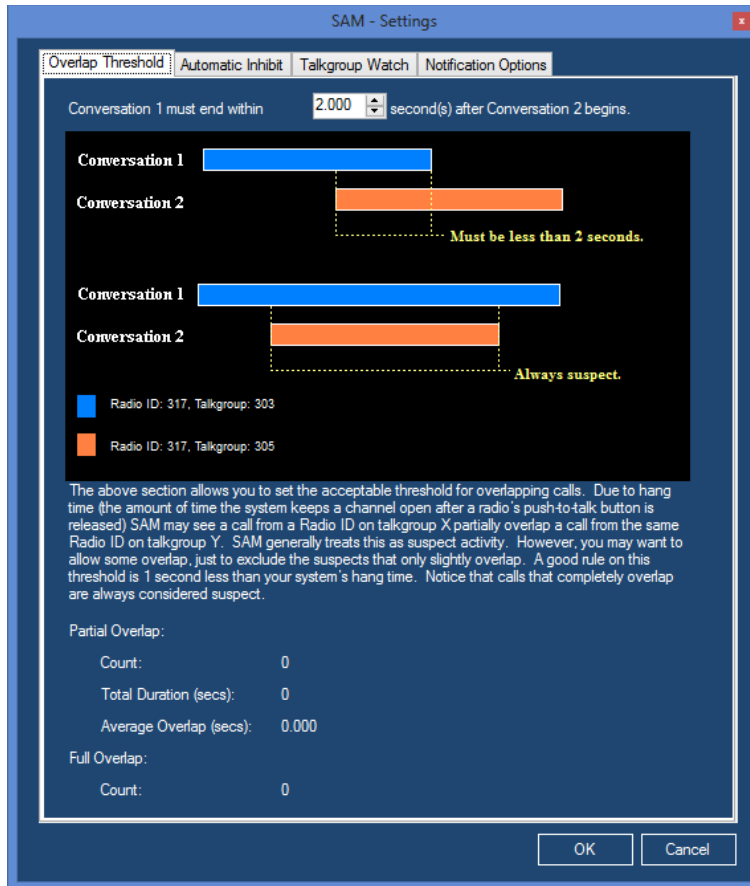 SAM - Settings
x
Overlap Threshold Automatic Inhibit Talkgroup Watch Notification Options
Conversation 1 must end within 2.000 second(s) after Conversation 2 begins.
Conversation 1
Conversation 2
Must be less than 2 seconds.
Conversation 1
Conversation 2
Always suspect.
Radio ID: 317, Talkgroup: 303
Radio ID: 317, Talkgroup: 305
The above section allows you to set the acceptable threshold for overlapping calls. Due to hang
time (the amount of time the system keeps a channel open after a radio's push-to-talk button is
released) SAM may see a call from a Radio ID on talkgroup X partially overlap a call from the same
Radio ID on talkgroup Y. SAM generally treats this as suspect activity. However, you may want to
allow some overlap, just to exclude the suspects that only slightly overlap. A good rule on this
threshold is 1 second less than your system's hang time. Notice that calls that completely overlap
are always considered suspect.
Partial Overlap:
Count: 0
Total Duration (secs): 0
Average Overlap (secs): 0.000
Full Overlap:
Count: 0
OK Cancel